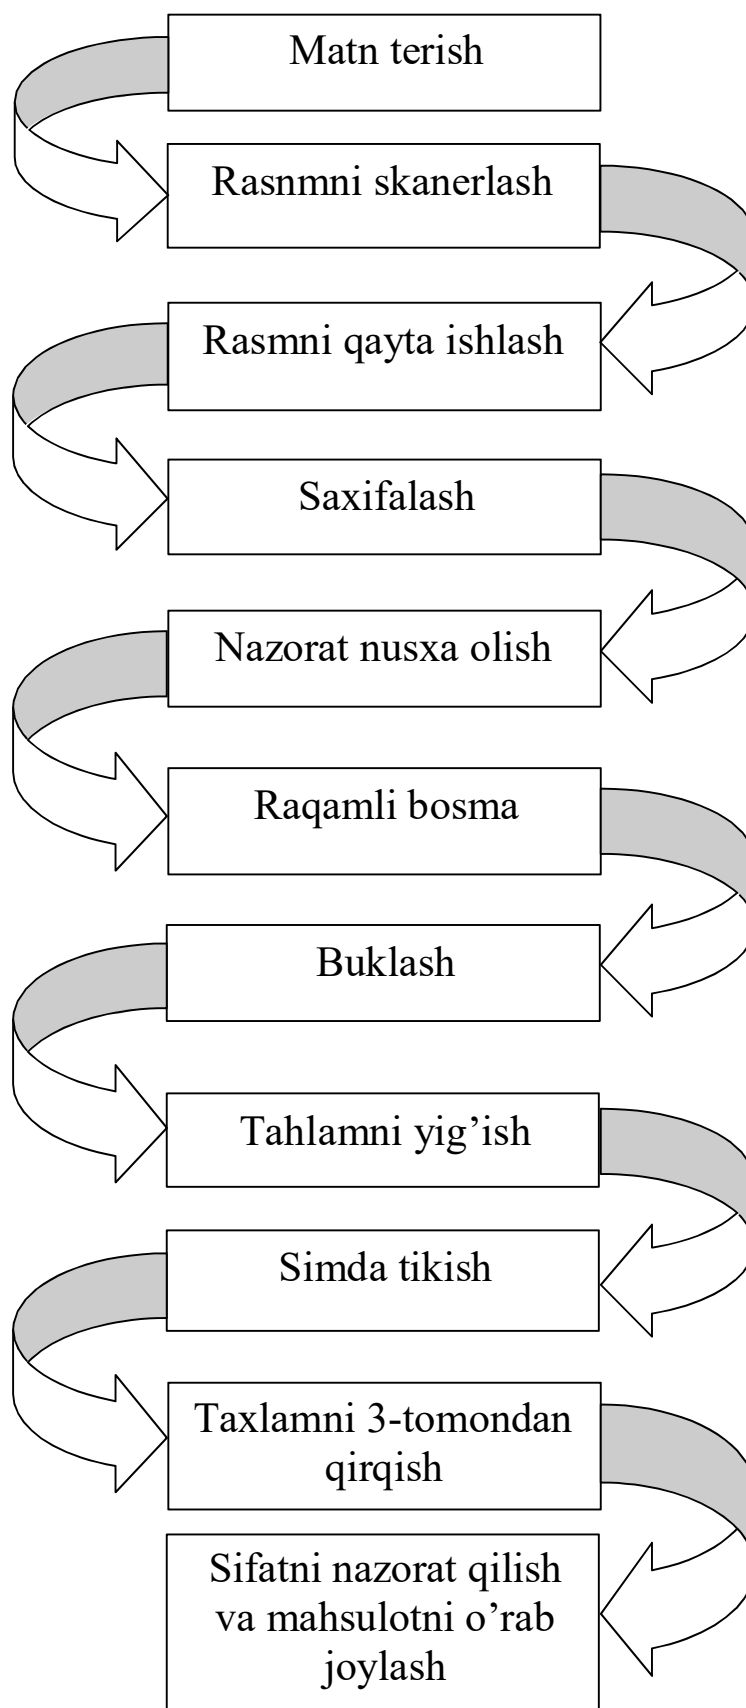 Matn terish
Rasnmni skanerlash
Rasmni qayta ishlash
Saxifalash
Nazorat nusxa olish
Raqamli bosma
Buklash
Tahlamni yig’ish
Simda tikish
Taxlamni 3-tomondan
qirqish
Sifatni nazorat qilish
va mahsulotni o’rab
joylash